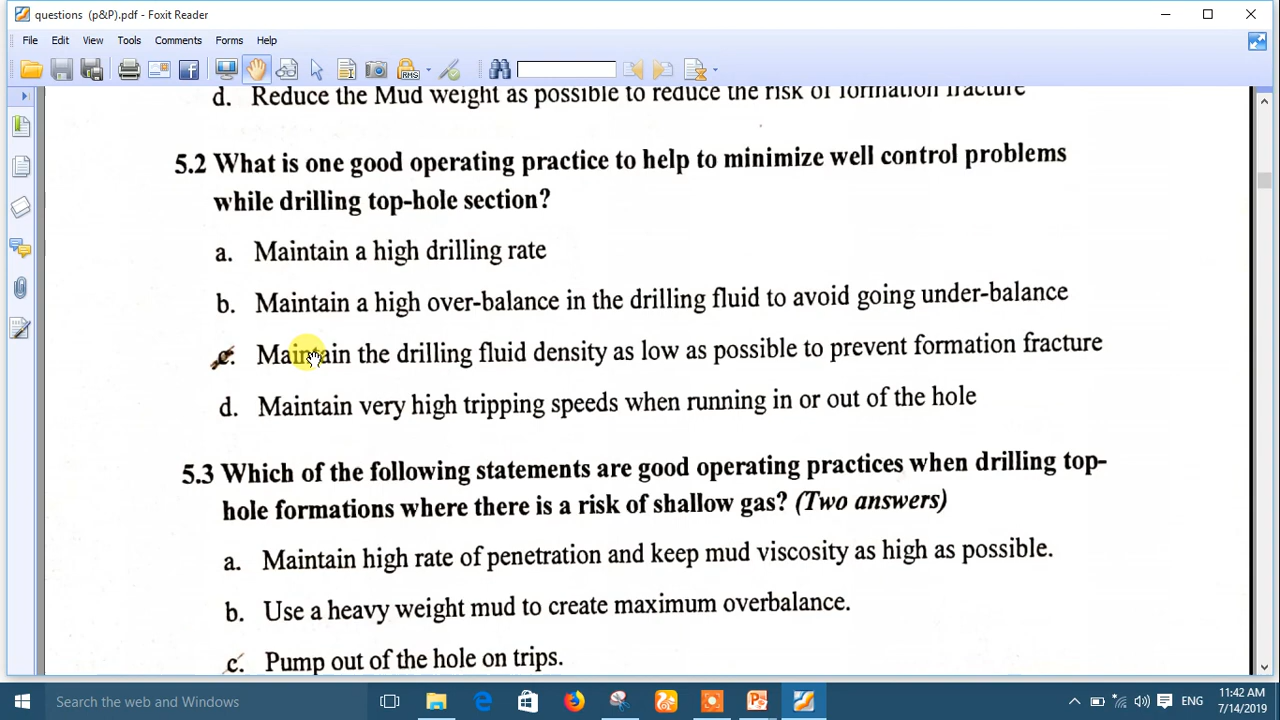 questions (p&P).pdf - Foxit Reader
File Edit View Tools Comments Forms Help
RMS
d. Reduce the Mud weight as possible to reduce the risk of formation fracture
5.2 What is one good operating practice to help to minimize well control problems
while drilling top-hole section?
a. Maintain a high drilling rate
b. Maintain a high over-balance in the drilling fluid to avoid going under-balance
c. Maintain the drilling fluid density as low as possible to prevent formation fracture
d. Maintain very high tripping speeds when running in or out of the hole
5.3 Which of the following statements are good operating practices when drilling top-
hole formations where there is a risk of shallow gas? (Two answers)
a. Maintain high rate of penetration and keep mud viscosity as high as possible.
b. Use a heavy weight mud to create maximum overbalance.
c. Pump out of the hole on trips.
Search the web and Windows
ENG
11:42 AM
7/14/2019